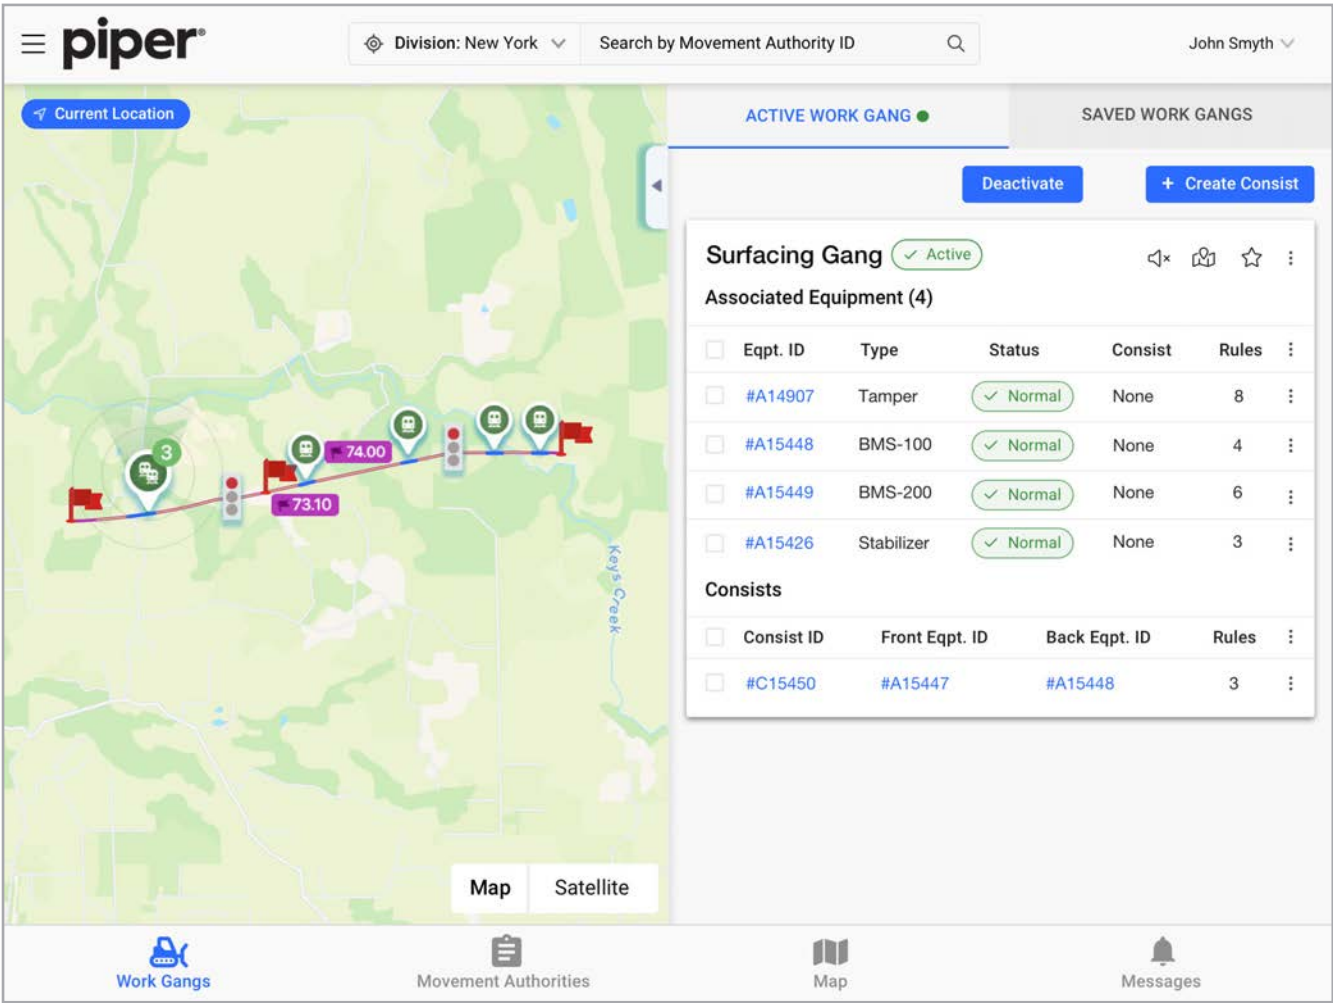 piper®
Division: New York
Search by Movement Authority ID
John Smyth
Current Location
ACTIVE WORK GANG
SAVED WORK GANGS
Deactivate
+ Create Consist
Surfacing Gang
Active
Associated Equipment (4)
Eqpt. ID Type Status Consist Rules
#A14907 Tamper Normal None 8
#A15448 BMS-100 Normal None 4
#A15449 BMS-200 Normal None 6
#A15426 Stabilizer Normal None 3
Consists
Consist ID Front Eqpt. ID Back Eqpt. ID Rules
#C15450 #A15447 #A15448 3
3
74.00
73.10
Keys Creek
Map
Satellite
Work Gangs
Movement Authorities
Map
Messages